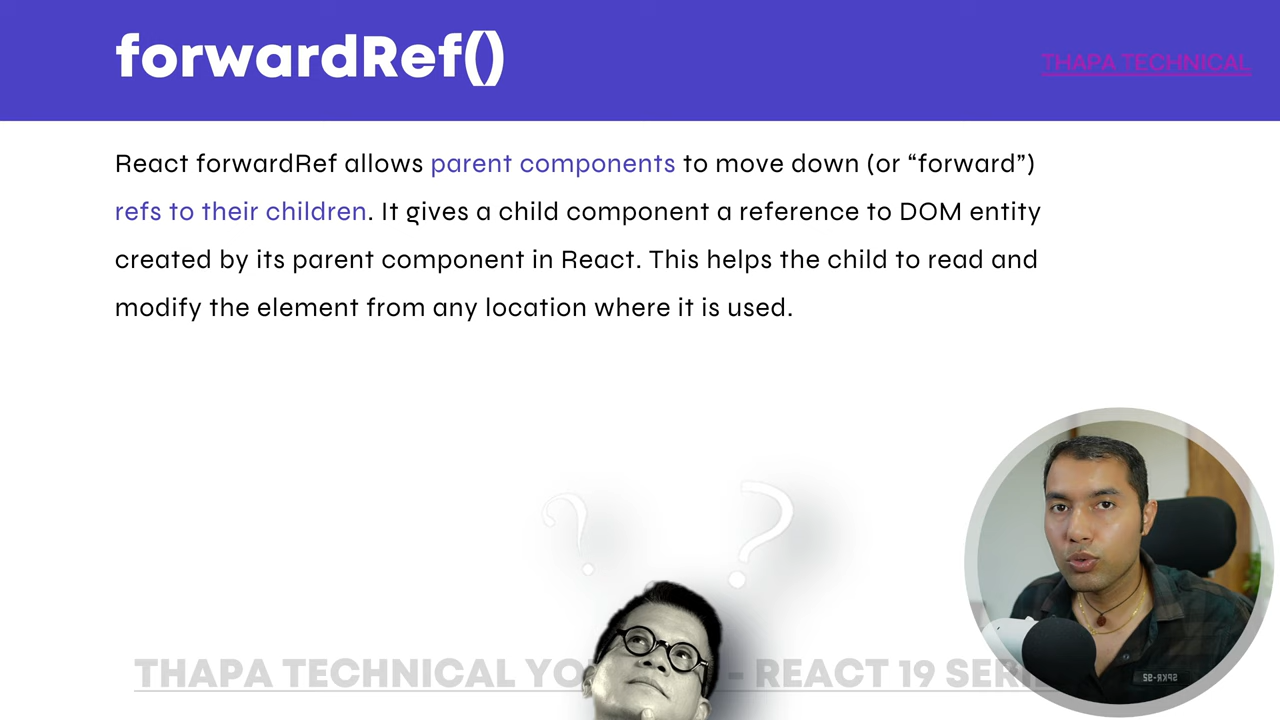 forwardRef()
THAPA TECHNICAL
React forwardRef allows parent components to move down (or “forward”)
refs to their children. It gives a child component a reference to DOM entity
created by its parent component in React. This helps the child to read and
modify the element from any location where it is used.
? ?
THAPA TECHNICAL YO - REACT 19 SERI